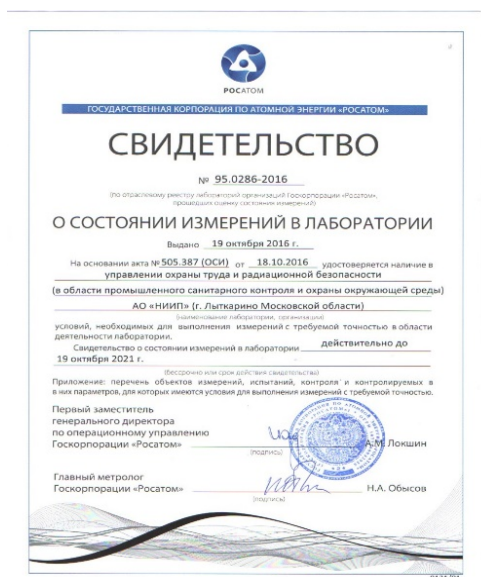 РОСАТОМ
ГОСУДАРСТВЕННАЯ КОРПОРАЦИЯ ПО АТОМНОЙ ЭНЕРГИИ «РОСАТОМ»
СВИДЕТЕЛЬСТВО
№ 95.0286-2016
(по отраслевому реестру лабораторий организаций Госкорпорации «Росатом»,
прошедших оценку состояния измерений)
О СОСТОЯНИИ ИЗМЕРЕНИЙ В ЛАБОРАТОРИИ
Выдано 19 октября 2016 г.
На основании акта № 505.387 (ОСИ) от 18.10.2016 удостоверяется наличие в
управлении охраны труда и радиационной безопасности
(в области промышленного санитарного контроля и охраны окружающей среды)
АО «НИИП» (г. Лыткарино Московской области)
(наименование лаборатории, организации)
условий, необходимых для выполнения измерений с требуемой точностью в области
деятельности лаборатории.
Свидетельство о состоянии измерений в лаборатории действительно до
19 октября 2021 г.
(бессрочно или срок действия свидетельства)
Приложение: перечень объектов измерений, испытаний, контроля и контролируемых в
в них параметров, для которых имеются условия для выполнения измерений с требуемой точностью.
Первый заместитель
генерального директора
по операционному управлению
Госкорпорации «Росатом»
А.М. Локшин
(подпись)
Главный метролог
Госкорпорации «Росатом»
Н.А. Обысов
(подпись)